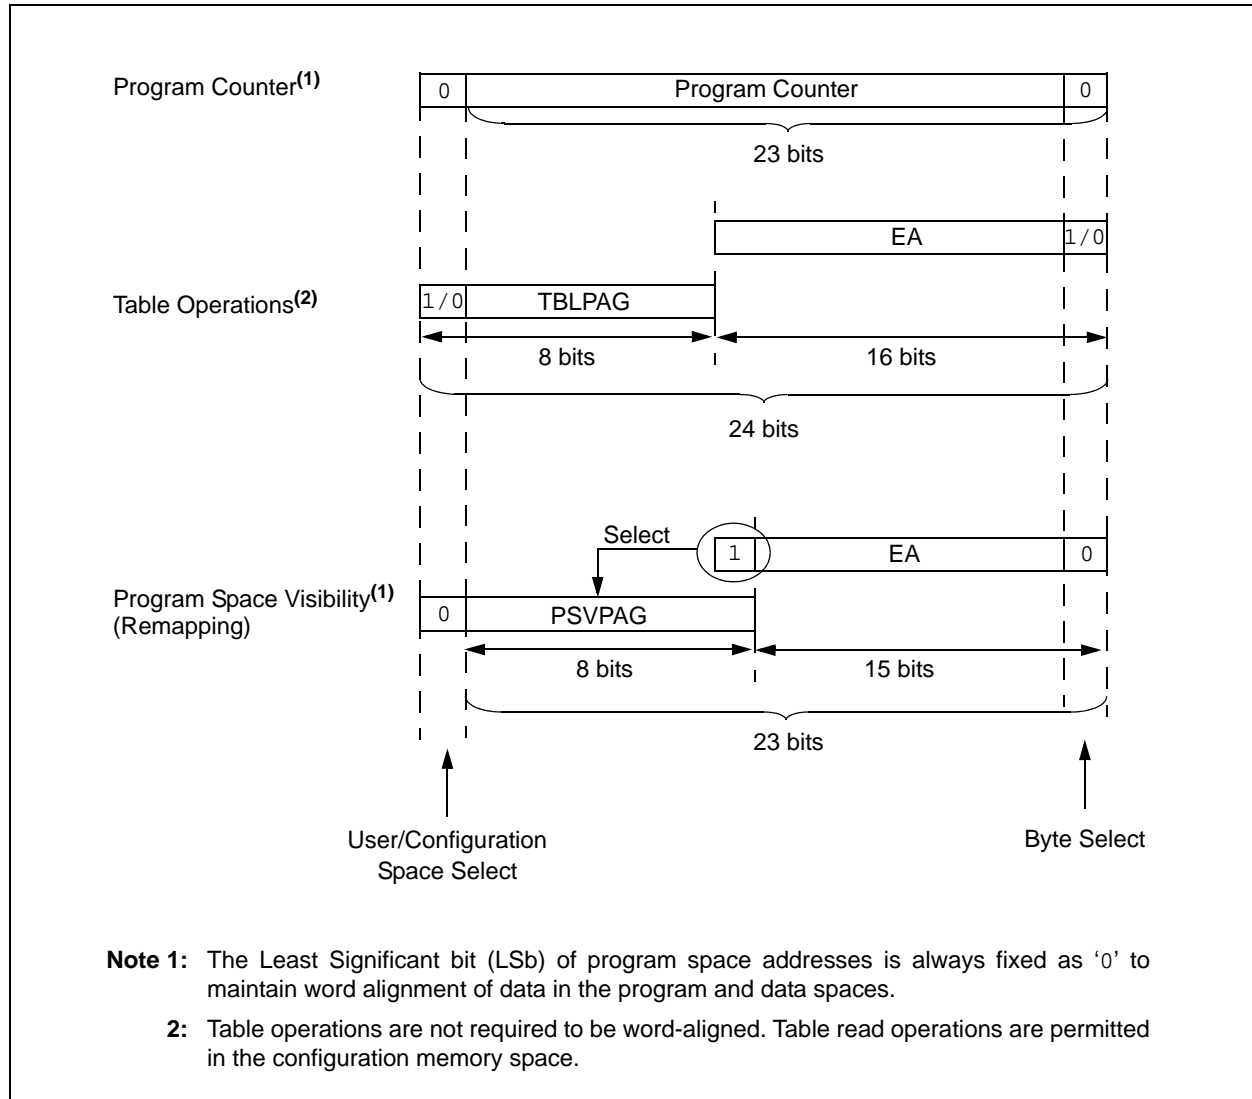 Program Counter(1)
0 Program Counter 0
23 bits
EA 1/0
Table Operations(2)
1/0 TBLPAG
8 bits 16 bits
24 bits
Select
1 EA 0
Program Space Visibility(1)
(Remapping)
0 PSVPAG
8 bits 15 bits
23 bits
User/Configuration
Space Select
Byte Select
Note 1: The Least Significant bit (LSb) of program space addresses is always fixed as ‘0’ to
maintain word alignment of data in the program and data spaces.
2: Table operations are not required to be word-aligned. Table read operations are permitted
in the configuration memory space.